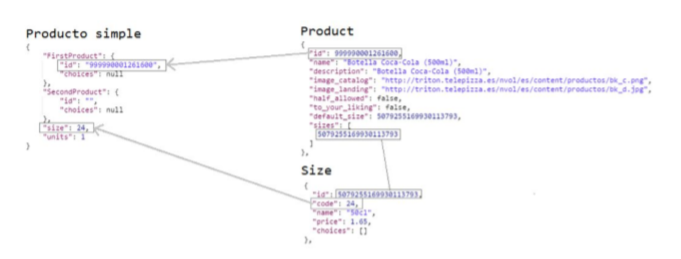 Producto simple
{
"FirstProduct": {
"id": "999990001261600",
"choices": null
},
"SecondProduct": {
"id": "",
"choices": null
},
"size": 24,
"units": 1
}
Product
{
"id": 999990001261600,
"name": "Botella Coca-Cola (500ml)",
"description": "Botella Coca-Cola (500ml)",
"image_catalog": "http://triton.telepizza.es/nvol/es/content/productos/bk_c.png",
"image_landing": "http://triton.telepizza.es/nvol/es/content/productos/bk_d.jpg",
"half_allowed": false,
"to_your_liking": false,
"default_size": 5079255169930113793,
"sizes": [
5079255169930113793
]
},
Size
{
"id": 5079255169930113793,
"code": 24,
"name": "50cl",
"price": 1.65,
"choices": []
},